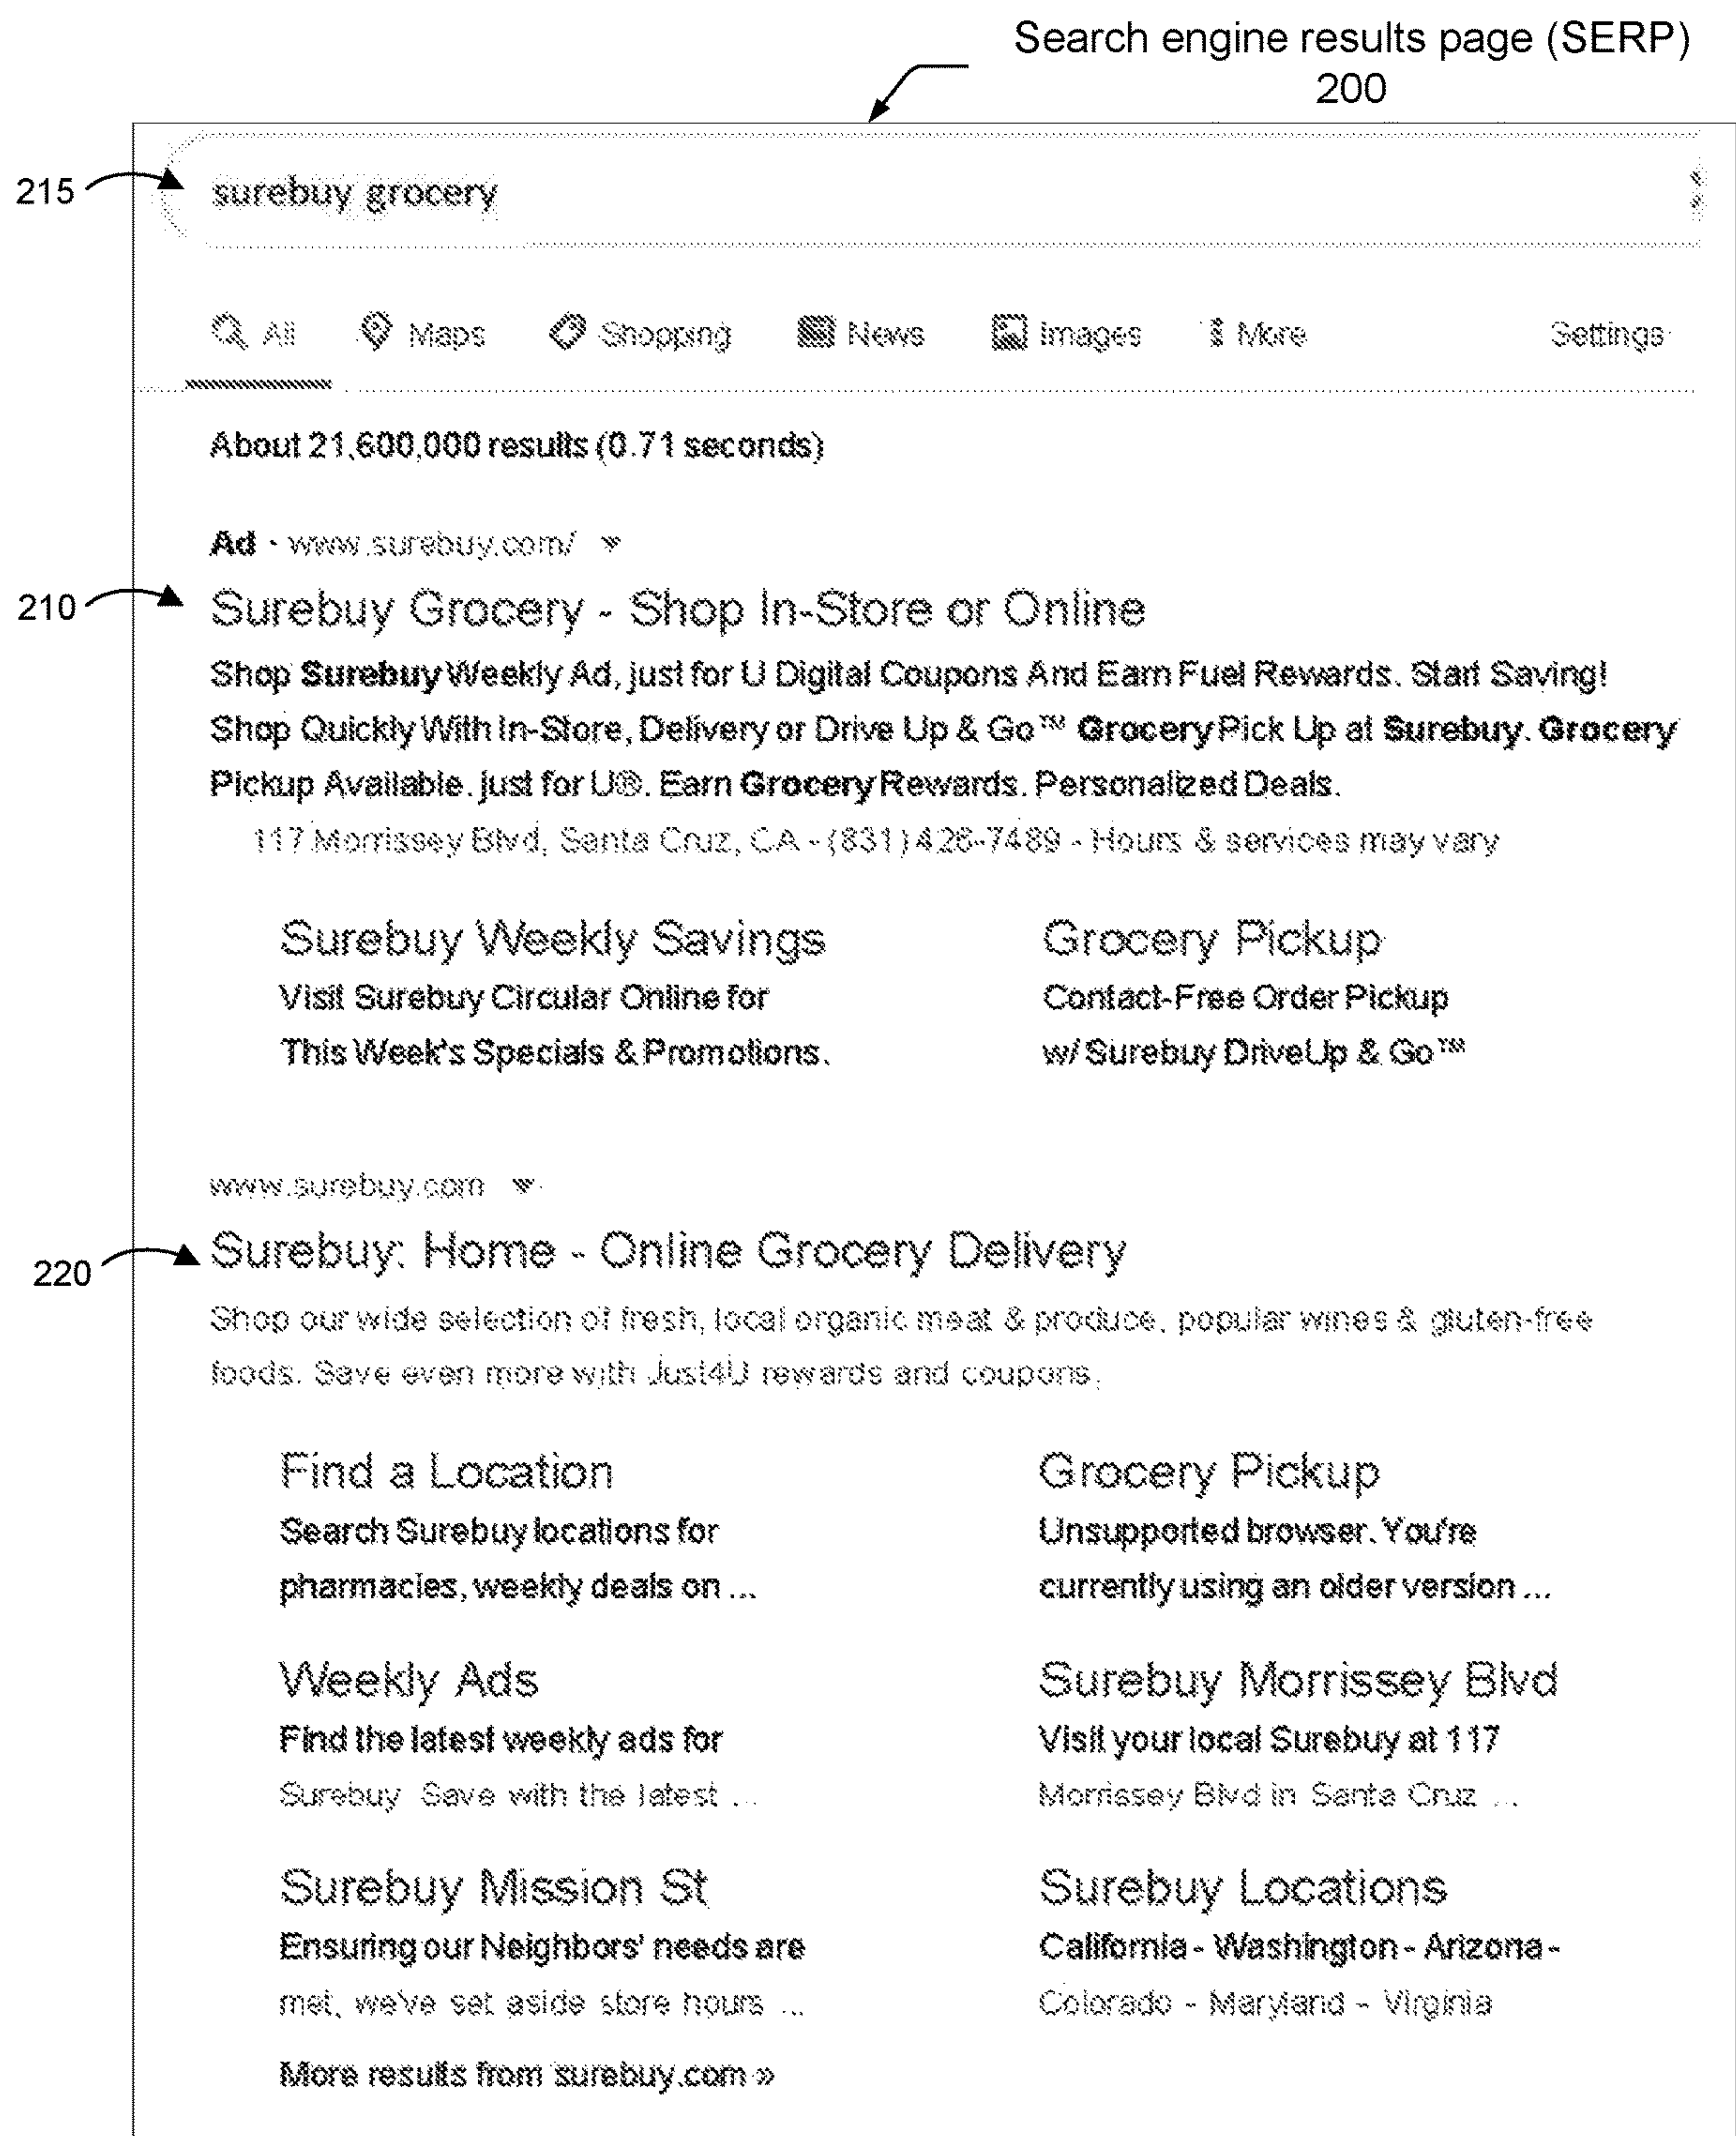 Search engine results page (SERP)
200
215
surebuy grocery
All Maps Shopping News Images More Settings
About 21,600,000 results (0.71 seconds)
Ad · www.surebuy.com/
210
Surebuy Grocery - Shop In-Store or Online
Shop Surebuy Weekly Ad, just for U Digital Coupons And Earn Fuel Rewards. Start Saving!
Shop Quickly With In-Store, Delivery or Drive Up & Go™ Grocery Pick Up at Surebuy. Grocery
Pickup Available. just for U®. Earn Grocery Rewards. Personalized Deals.
117 Morrissey Blvd, Santa Cruz, CA - (831) 426-7489 - Hours & services may vary
Surebuy Weekly Savings
Visit Surebuy Circular Online for
This Week's Specials & Promotions.
Grocery Pickup
Contact-Free Order Pickup
w/ Surebuy DriveUp & Go™
www.surebuy.com
220
Surebuy: Home - Online Grocery Delivery
Shop our wide selection of fresh, local organic meat & produce, popular wines & gluten-free
foods. Save even more with Just4U rewards and coupons.
Find a Location
Search Surebuy locations for
pharmacies, weekly deals on ...
Grocery Pickup
Unsupported browser. You're
currently using an older version ...
Weekly Ads
Find the latest weekly ads for
Surebuy Save with the latest ...
Surebuy Morrissey Blvd
Visit your local Surebuy at 117
Morrissey Blvd in Santa Cruz ...
Surebuy Mission St
Ensuring our Neighbors' needs are
met, we've set aside store hours ...
Surebuy Locations
California - Washington - Arizona -
Colorado - Maryland - Virginia
More results from surebuy.com »